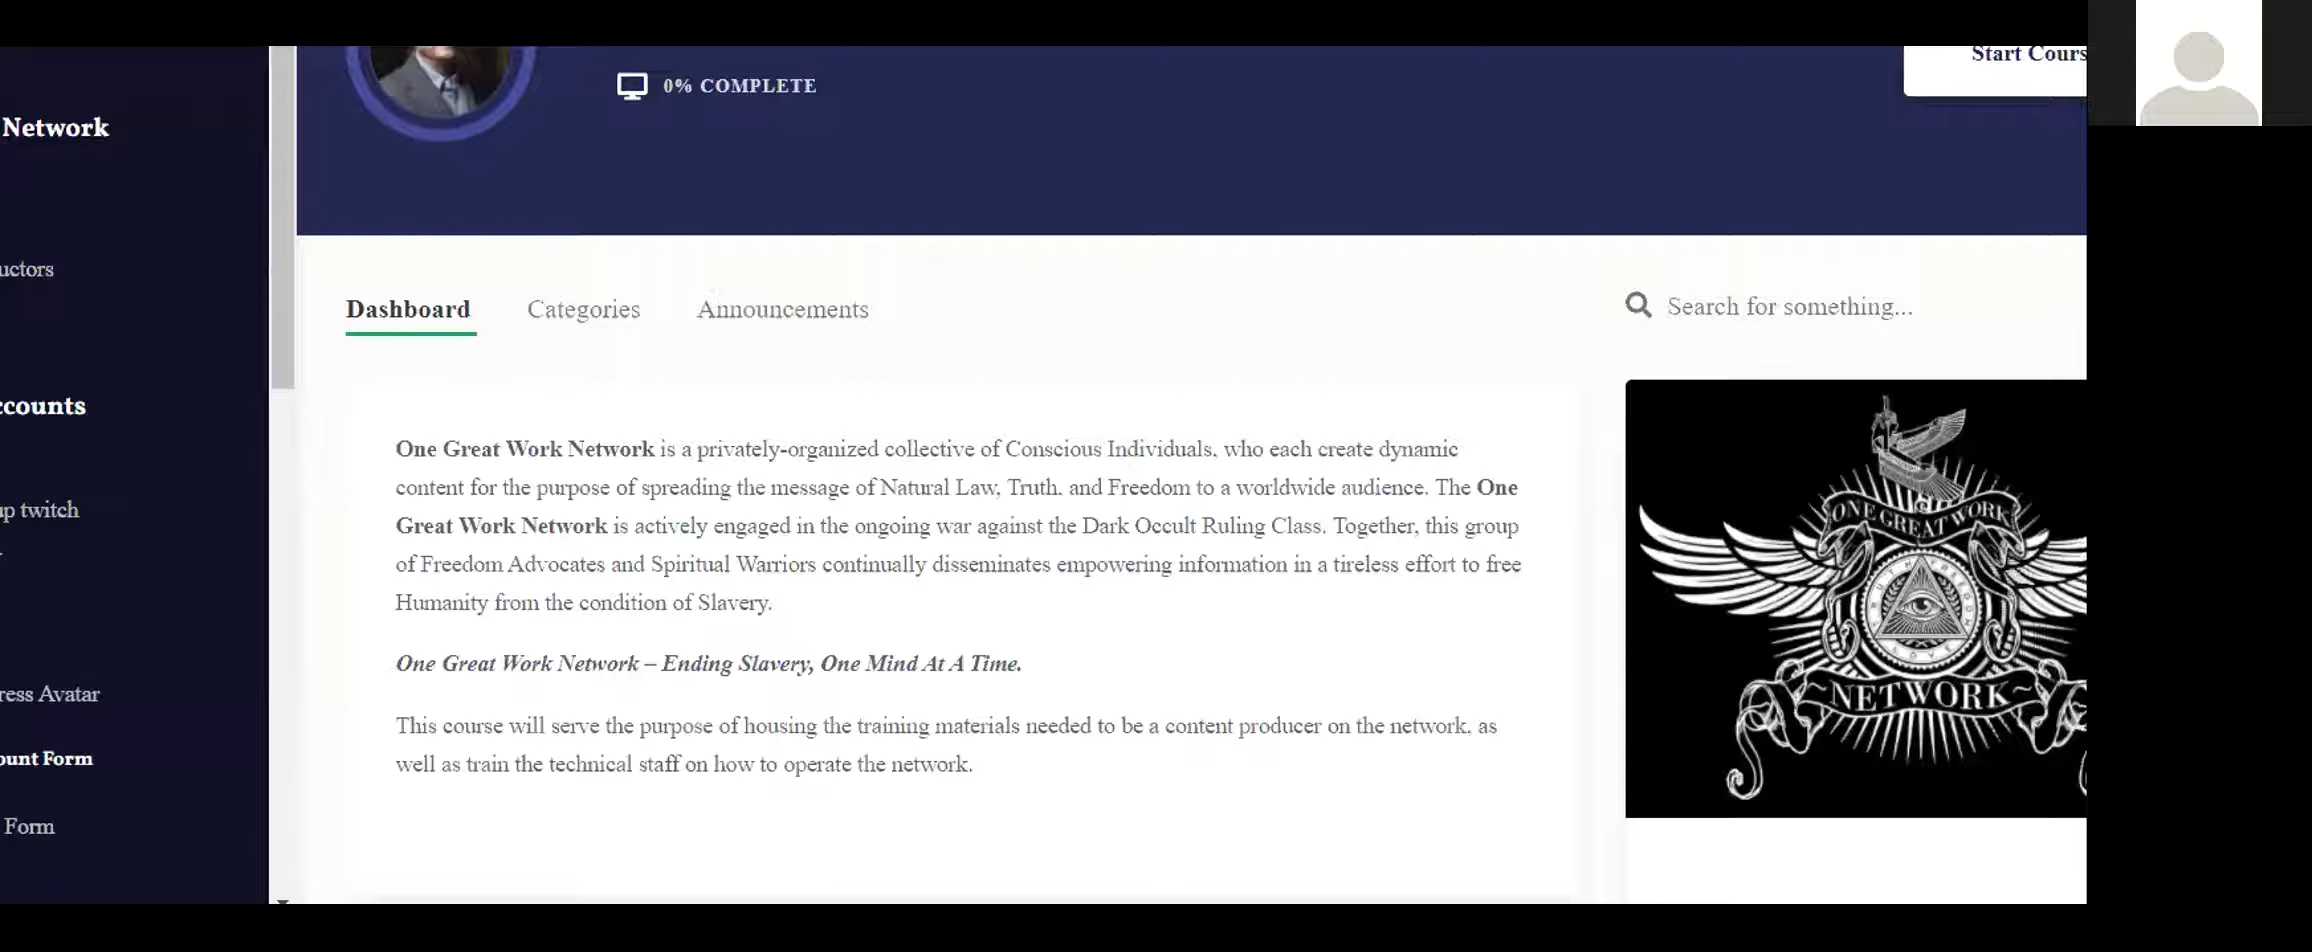 0% COMPLETE
Start Cours
Network
uctors
Dashboard
Categories
Announcements
Search for something...
ccounts
One Great Work Network is a privately-organized collective of Conscious Individuals, who each create dynamic
content for the purpose of spreading the message of Natural Law, Truth, and Freedom to a worldwide audience. The One
Great Work Network is actively engaged in the ongoing war against the Dark Occult Ruling Class. Together, this group
of Freedom Advocates and Spiritual Warriors continually disseminates empowering information in a tireless effort to free
Humanity from the condition of Slavery.
up twitch
One Great Work Network – Ending Slavery, One Mind At A Time.
ress Avatar
This course will serve the purpose of housing the training materials needed to be a content producer on the network, as
well as train the technical staff on how to operate the network.
ount Form
Form
ONE GREAT WORK
TRUTH FREEDOM
LOVE
~NETWORK~